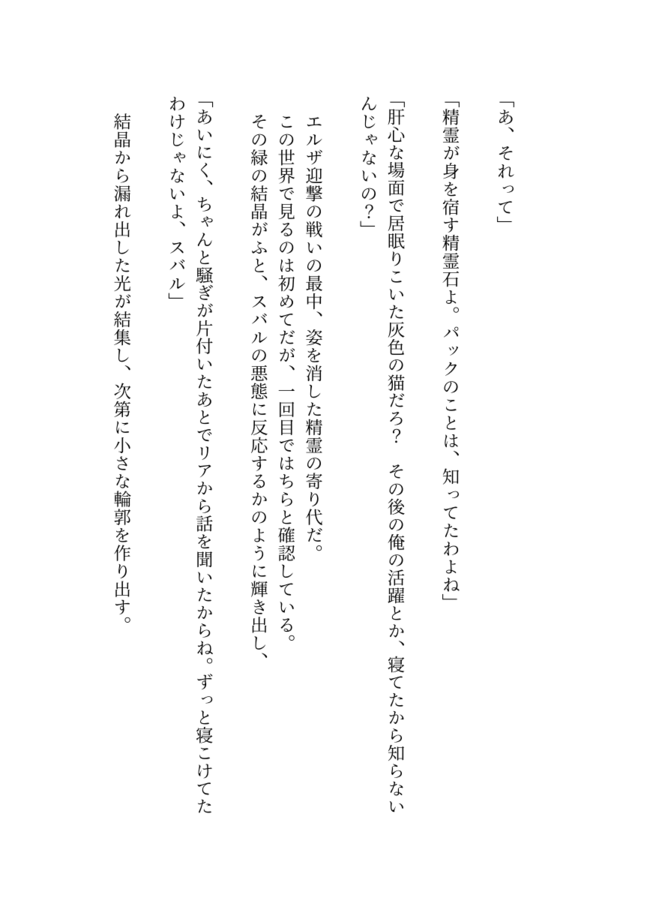 「あ、それって」
「精霊が身を宿す精霊石よ。パックのことは、知ってたわよね」
「肝心な場面で居眠りこいた灰色の猫だろ？　その後の俺の活躍とか、寝てたから知らない
んじゃないの？」
　エルザ迎撃の戦いの最中、姿を消した精霊の寄り代だ。
　この世界で見るのは初めてだが、一回目ではちらと確認している。
　その緑の結晶がふと、スバルの悪態に反応するかのように輝き出し、
「あいにく、ちゃんと騒ぎが片付いたあとでリアから話を聞いたからね。ずっと寝こけてた
わけじゃないよ、スバル」
　結晶から漏れ出した光が結集し、次第に小さな輪郭を作り出す。